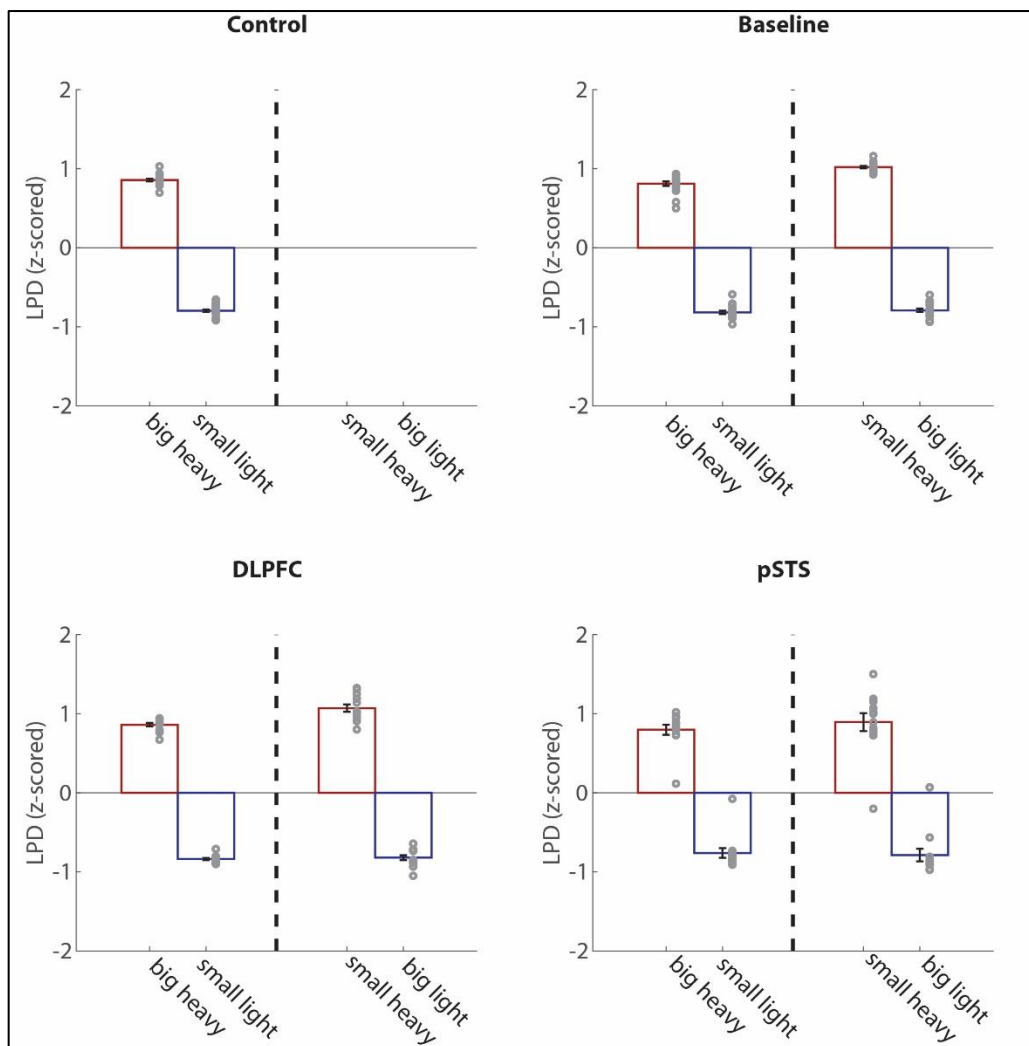 Control
LPD (z-scored)
2
1
0
-1
-2
big heavy
small light
small heavy
big light
Baseline
LPD (z-scored)
2
1
0
-1
-2
big heavy
small light
small heavy
big light
DLPFC
LPD (z-scored)
2
1
0
-1
-2
big heavy
small light
small heavy
big light
pSTS
LPD (z-scored)
2
1
0
-1
-2
big heavy
small light
small heavy
big light